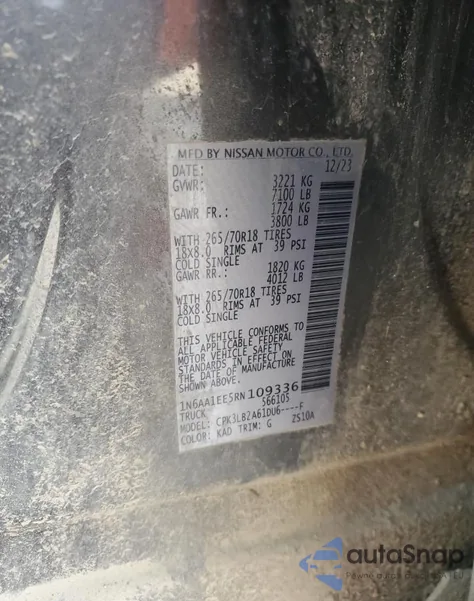 MFD BY NISSAN MOTOR CO., LTD.
DATE: 12/23
GVWR: 3221 KG
7100 LB
GAWR FR.: 1724 KG
3800 LB
WITH 265/70R18 TIRES
18X8.0 RIMS AT 39 PSI
COLD SINGLE
GAWR RR.: 1820 KG
4012 LB
WITH 265/70R18 TIRES
18X8.0 RIMS AT 39 PSI
COLD SINGLE
THIS VEHICLE CONFORMS TO
ALL APPLICABLE FEDERAL
MOTOR VEHICLE SAFETY
STANDARDS IN EFFECT ON
THE DATE OF MANUFACTURE
SHOWN ABOVE.
1N6AA1EE5RN109336
TRUCK 566105
MODEL: CPK3LB2A61DU6----F
COLOR: KAD TRIM: G ZS10A
autoSnap